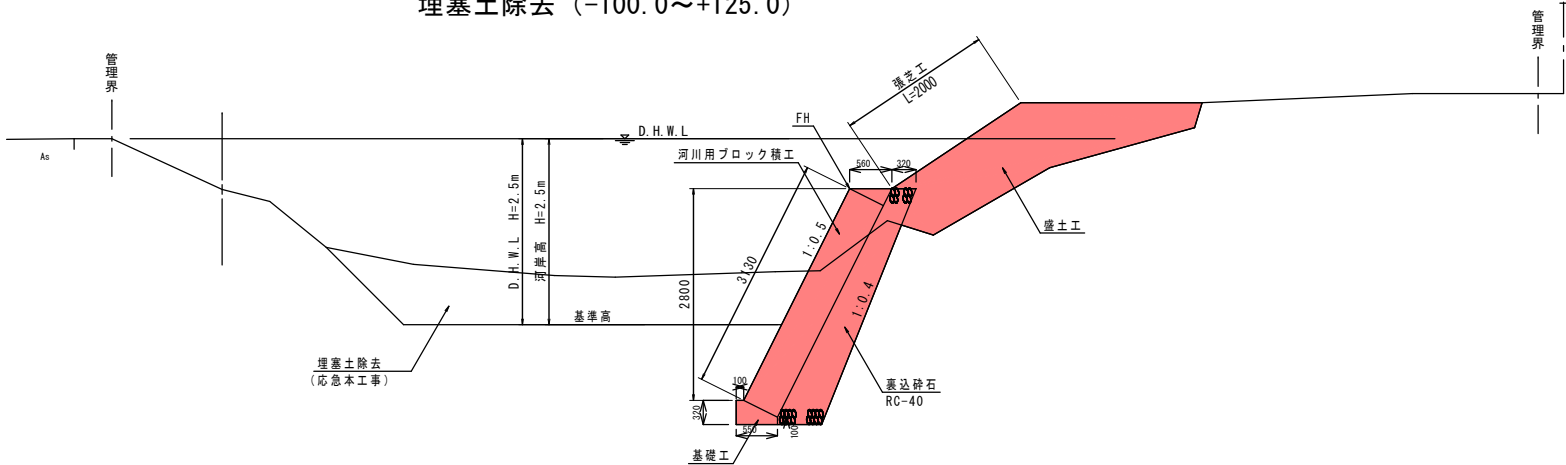 埋塞土除去 (-100.0～+125.0)
管理界
管理界
張芝工
L=2000
FH
D.H.W.L
As
560
320
河川用ブロック積工
D.H.W.L H=2.5m
河岸高 H=2.5m
1:0.5
盛土工
3130
2800
1:0.4
基準高
埋塞土除去
(応急本工事)
100
裏込砕石
RC-40
320
550
100
基礎工